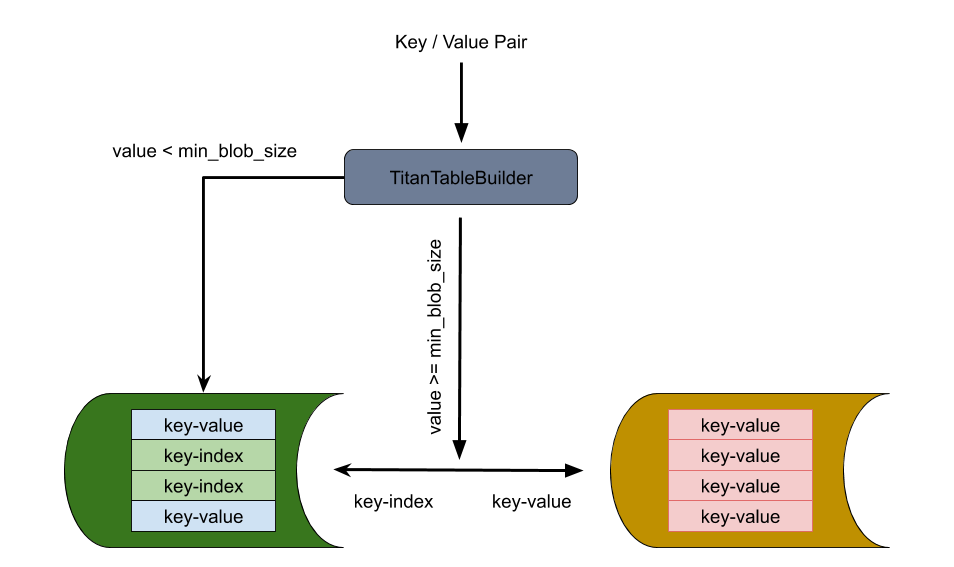 Key / Value Pair
value < min_blob_size
TitanTableBuilder
value >= min_blob_size
key-value
key-index
key-index
key-value
key-index
key-value
key-value
key-value
key-value
key-value